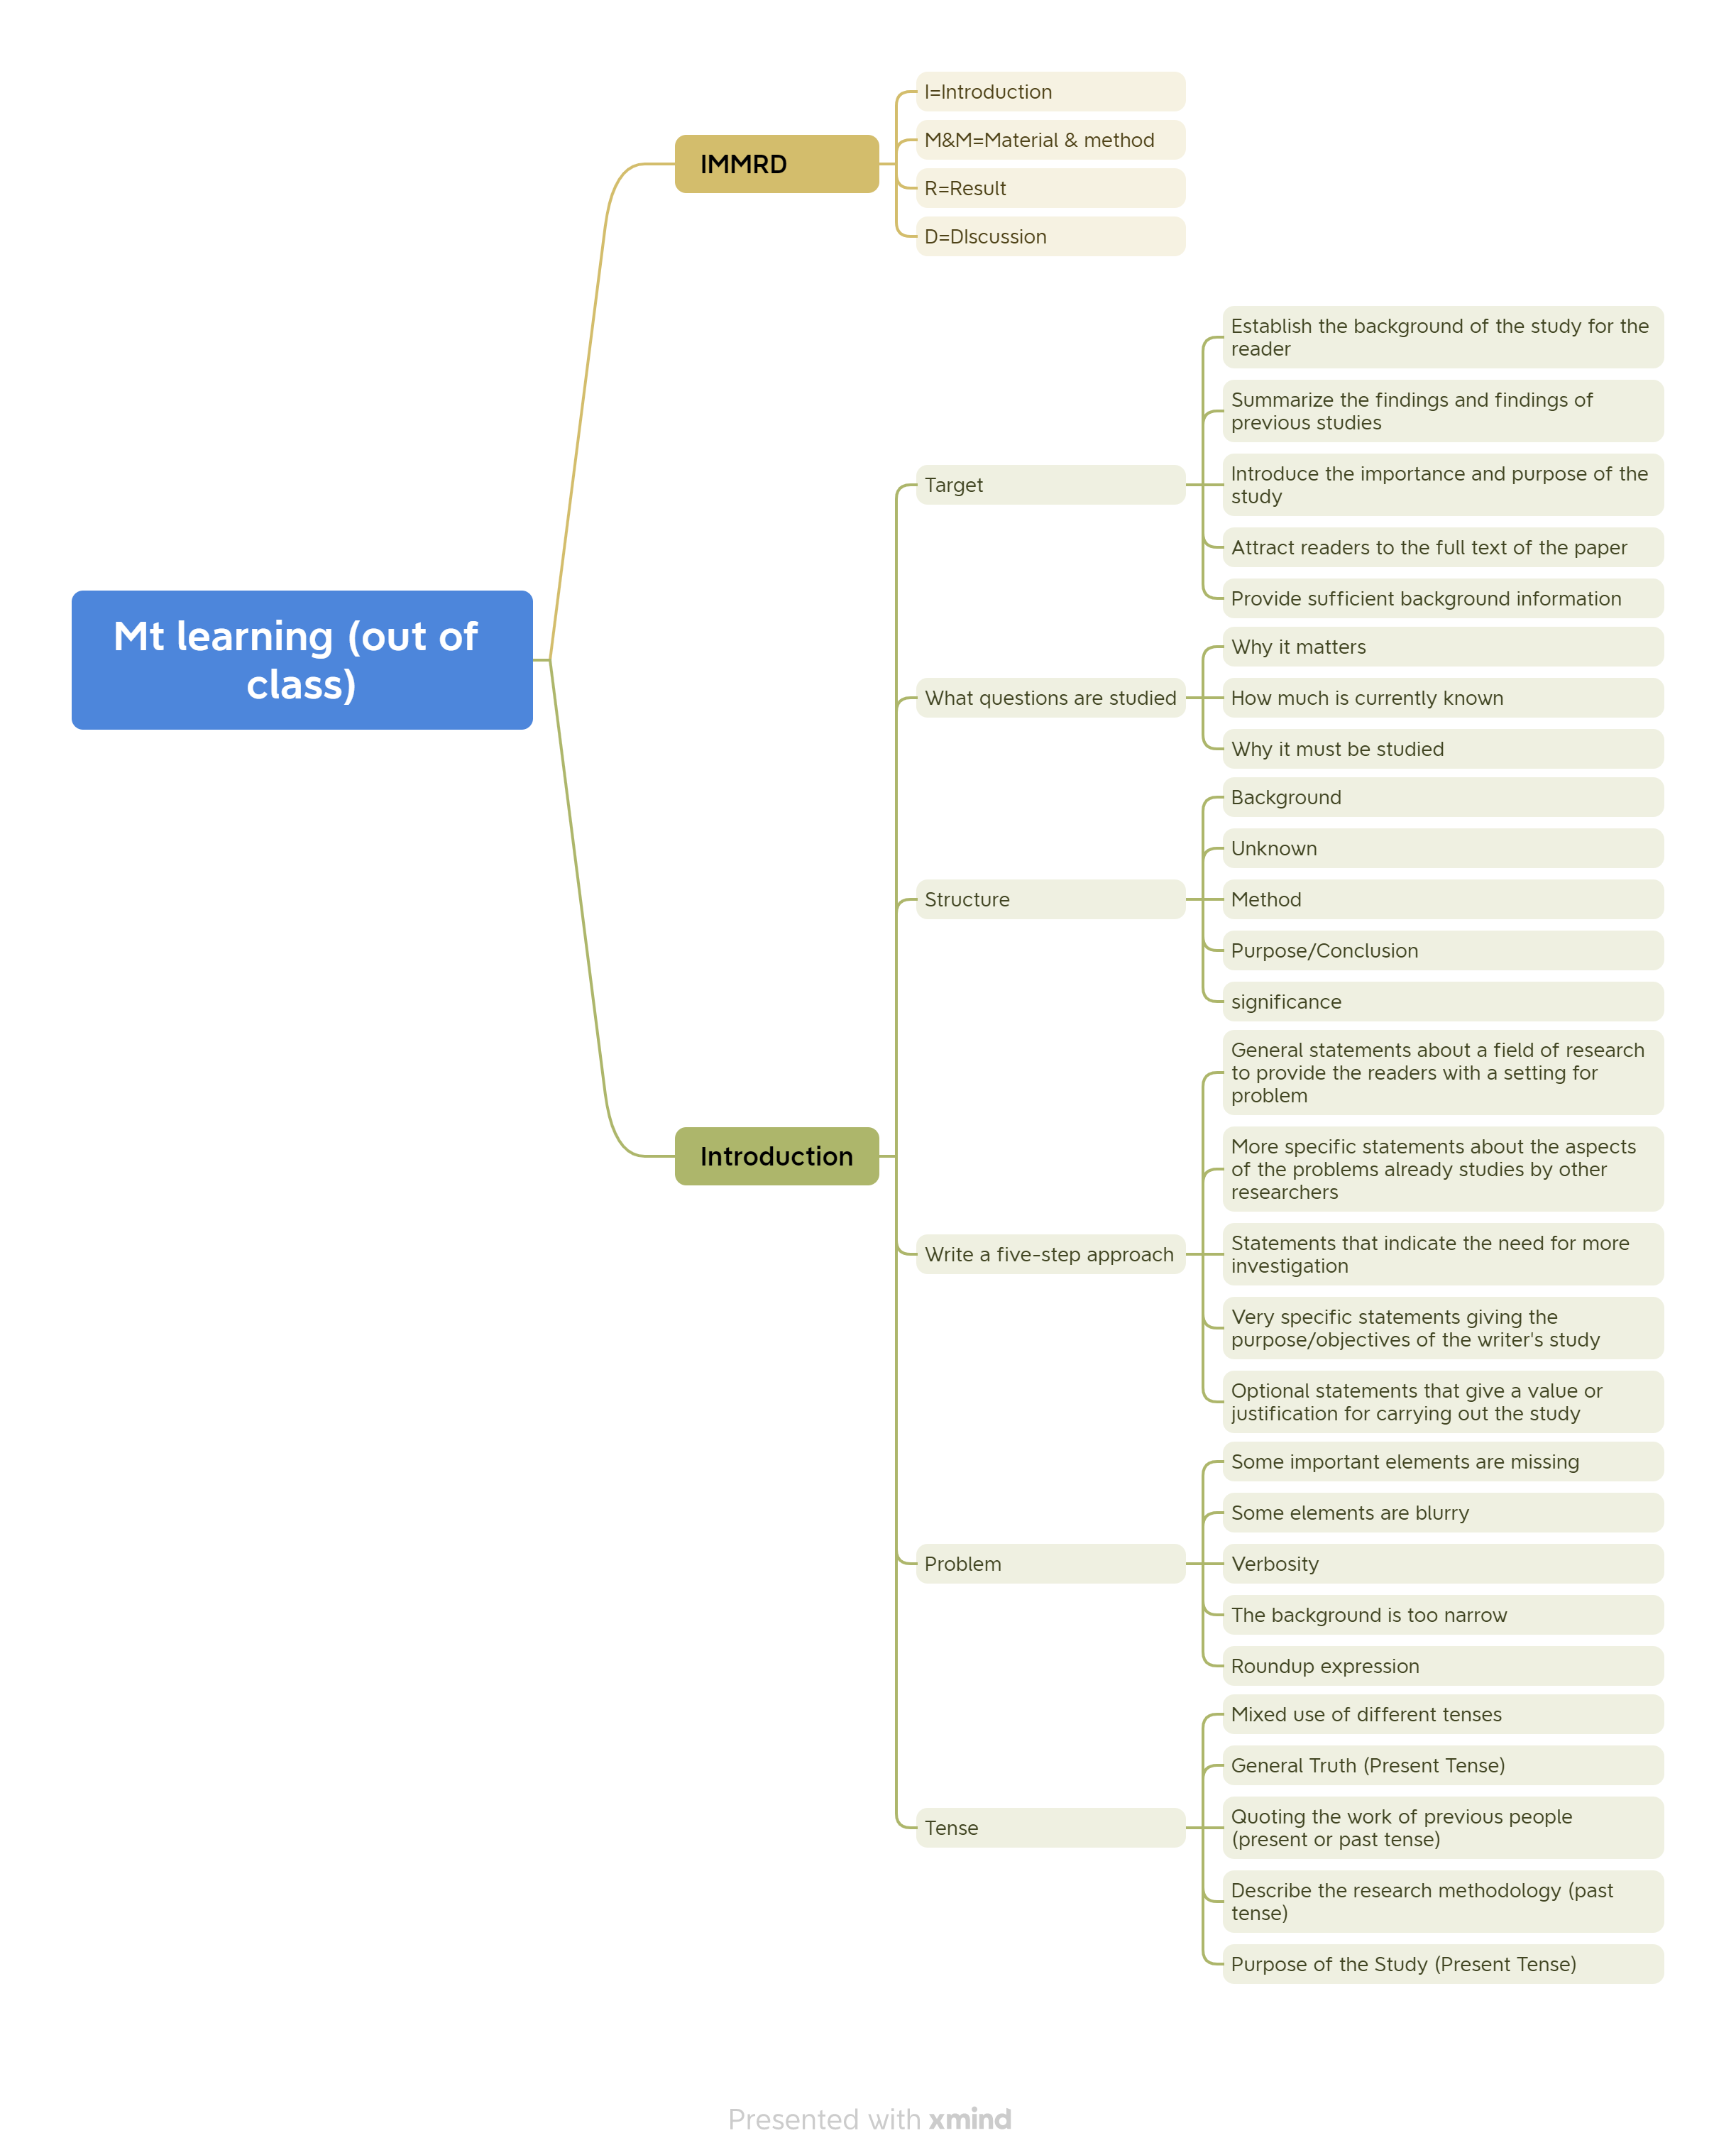 Mt learning (out of
class)
IMMRD
I=Introduction
M&M=Material & method
R=Result
D=DIscussion
Introduction
Target
Establish the background of the study for the
reader
Summarize the findings and findings of
previous studies
Introduce the importance and purpose of the
study
Attract readers to the full text of the paper
Provide sufficient background information
What questions are studied
Why it matters
How much is currently known
Why it must be studied
Structure
Background
Unknown
Method
Purpose/Conclusion
significance
Write a five-step approach
General statements about a field of research
to provide the readers with a setting for
problem
More specific statements about the aspects
of the problems already studies by other
researchers
Statements that indicate the need for more
investigation
Very specific statements giving the
purpose/objectives of the writer's study
Optional statements that give a value or
justification for carrying out the study
Problem
Some important elements are missing
Some elements are blurry
Verbosity
The background is too narrow
Roundup expression
Tense
Mixed use of different tenses
General Truth (Present Tense)
Quoting the work of previous people
(present or past tense)
Describe the research methodology (past
tense)
Purpose of the Study (Present Tense)
Presented with xmind